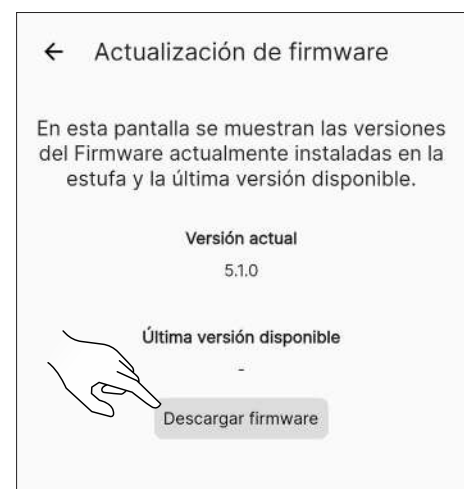 ← Actualización de firmware
En esta pantalla se muestran las versiones
del Firmware actualmente instaladas en la
estufa y la última versión disponible.
Versión actual
5.1.0
Última versión disponible
-
Descargar firmware